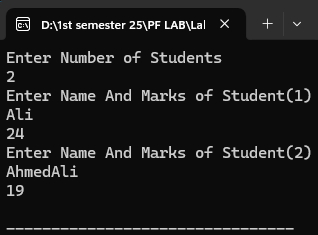 D:\1st semester 25\PF LAB\Lal
Enter Number of Students
2
Enter Name And Marks of Student(1)
Ali
24
Enter Name And Marks of Student(2)
AhmedAli
19
--------------------------------